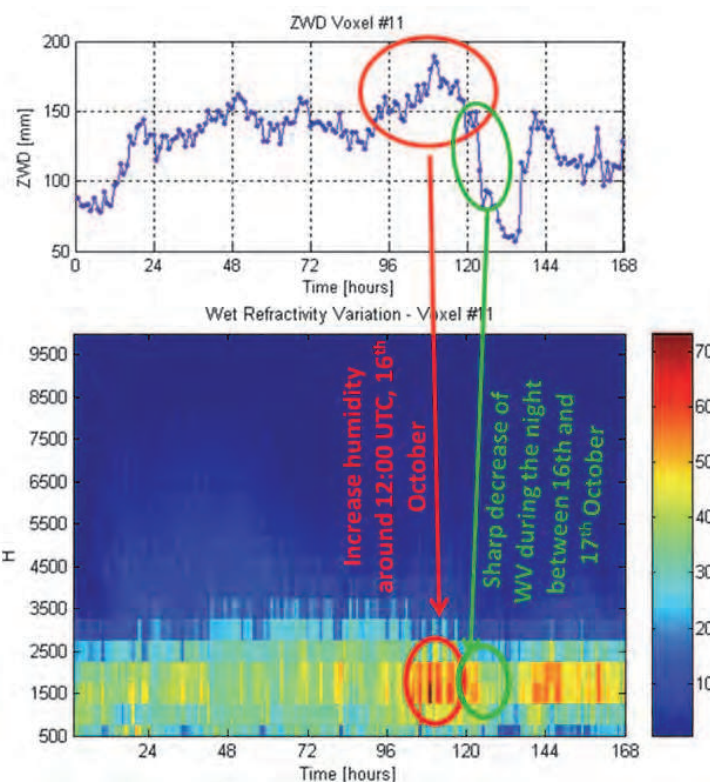 ZWD Voxel #11
200
150
100
50
ZWD [mm]
0 24 48 72 96 120 144 168
Time [hours]
Wet Refractivity Variation - Voxel #11
9500
8500
7500
6500
5500
4500
3500
2500
1500
500
H
Increase humidity
around 12:00 UTC, 16th
October
Sharp decrease of
WV during the night
between 16th and
17th October
24 48 72 96 120 144 168
Time [hours]
70
60
50
40
30
20
10